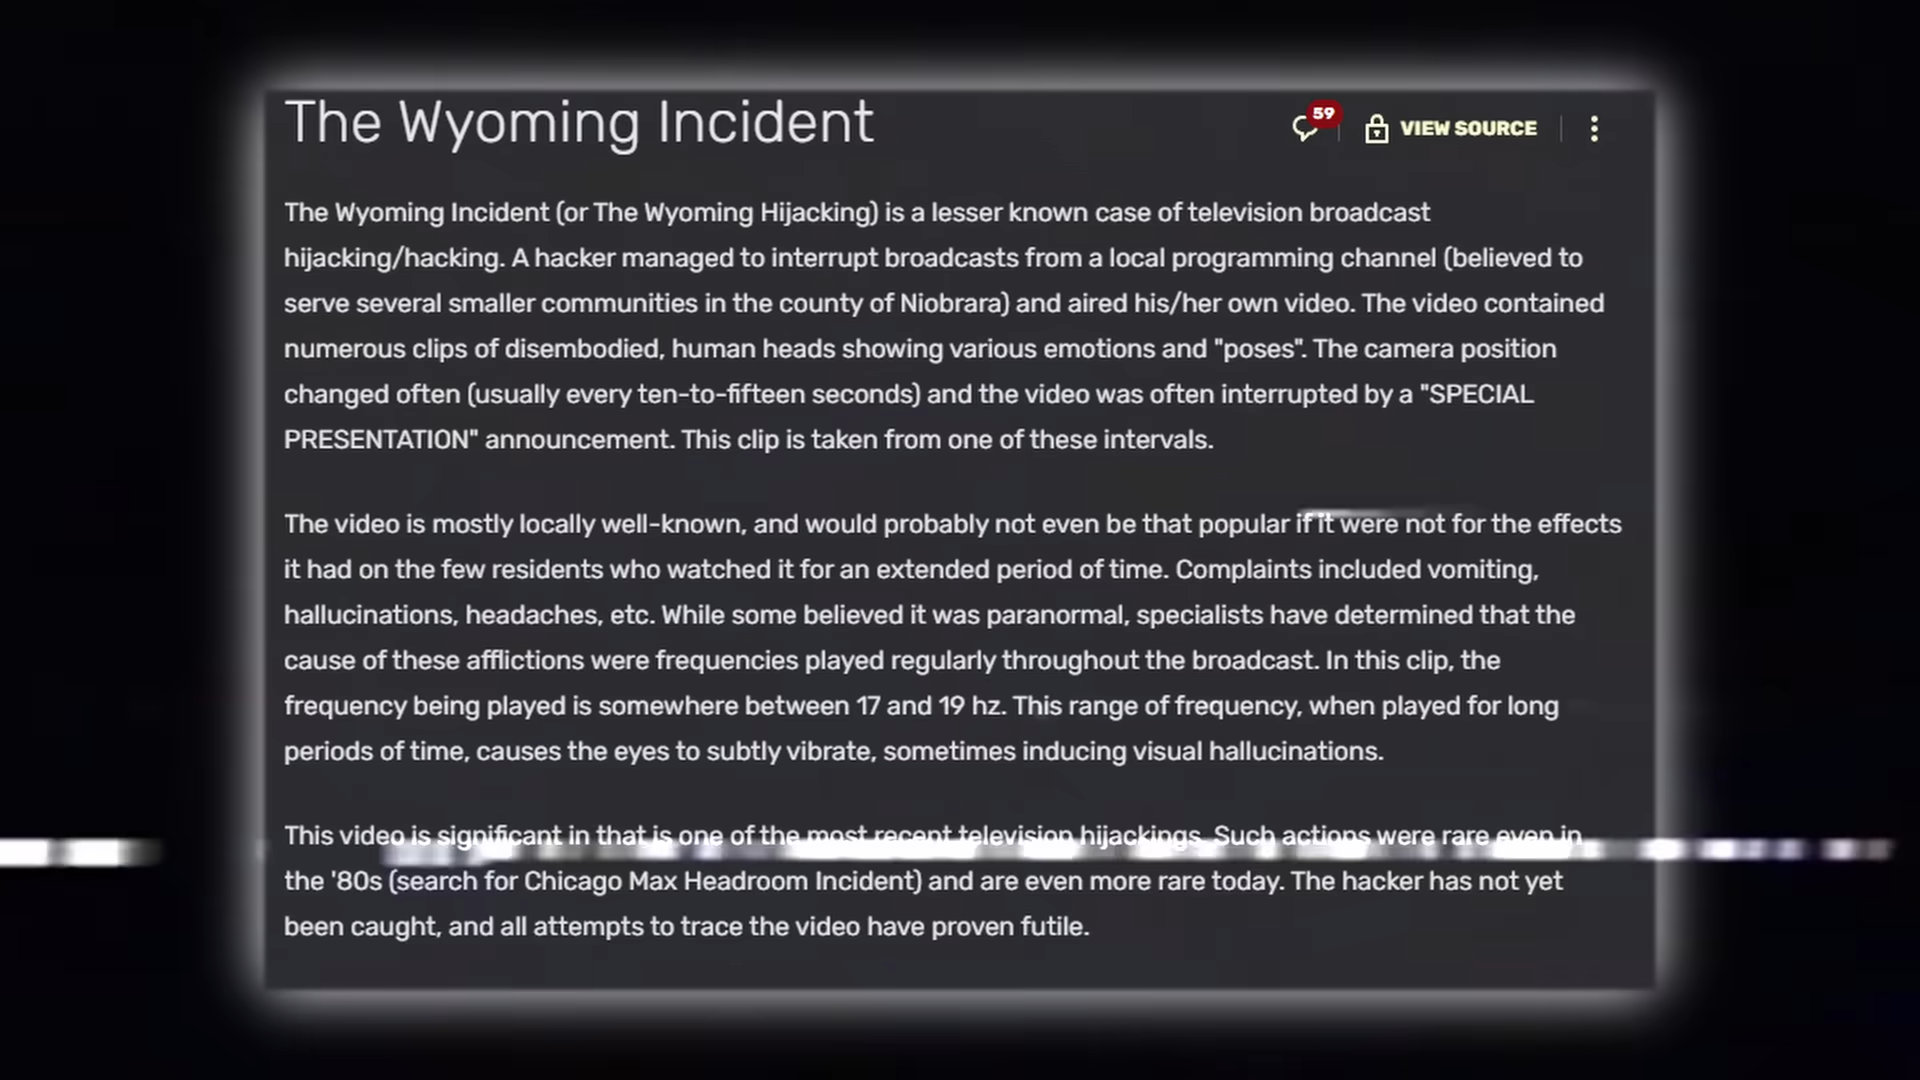 The Wyoming Incident
59
VIEW SOURCE
The Wyoming Incident (or The Wyoming Hijacking) is a lesser known case of television broadcast
hijacking/hacking. A hacker managed to interrupt broadcasts from a local programming channel (believed to
serve several smaller communities in the county of Niobrara) and aired his/her own video. The video contained
numerous clips of disembodied, human heads showing various emotions and "poses". The camera position
changed often (usually every ten-to-fifteen seconds) and the video was often interrupted by a "SPECIAL
PRESENTATION" announcement. This clip is taken from one of these intervals.
The video is mostly locally well-known, and would probably not even be that popular if it were not for the effects
it had on the few residents who watched it for an extended period of time. Complaints included vomiting,
hallucinations, headaches, etc. While some believed it was paranormal, specialists have determined that the
cause of these afflictions were frequencies played regularly throughout the broadcast. In this clip, the
frequency being played is somewhere between 17 and 19 hz. This range of frequency, when played for long
periods of time, causes the eyes to subtly vibrate, sometimes inducing visual hallucinations.
This video is significant in that is one of the most recent television hijackings. Such actions were rare even in
the '80s (search for Chicago Max Headroom Incident) and are even more rare today. The hacker has not yet
been caught, and all attempts to trace the video have proven futile.